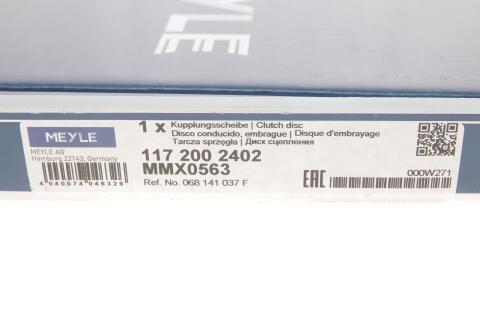 YLE
MEYLE
MEYLE AG
Hamburg 22143, Germany
4 040074 046326
1 x Kupplungsscheibe | Clutch disc
Disco conducido, embrague | Disque d'embrayage
Tarcza sprzęgła | Диск сцепления
117 200 2402
MMX0563
Ref. No. 068 141 037 F
EAC
000W271